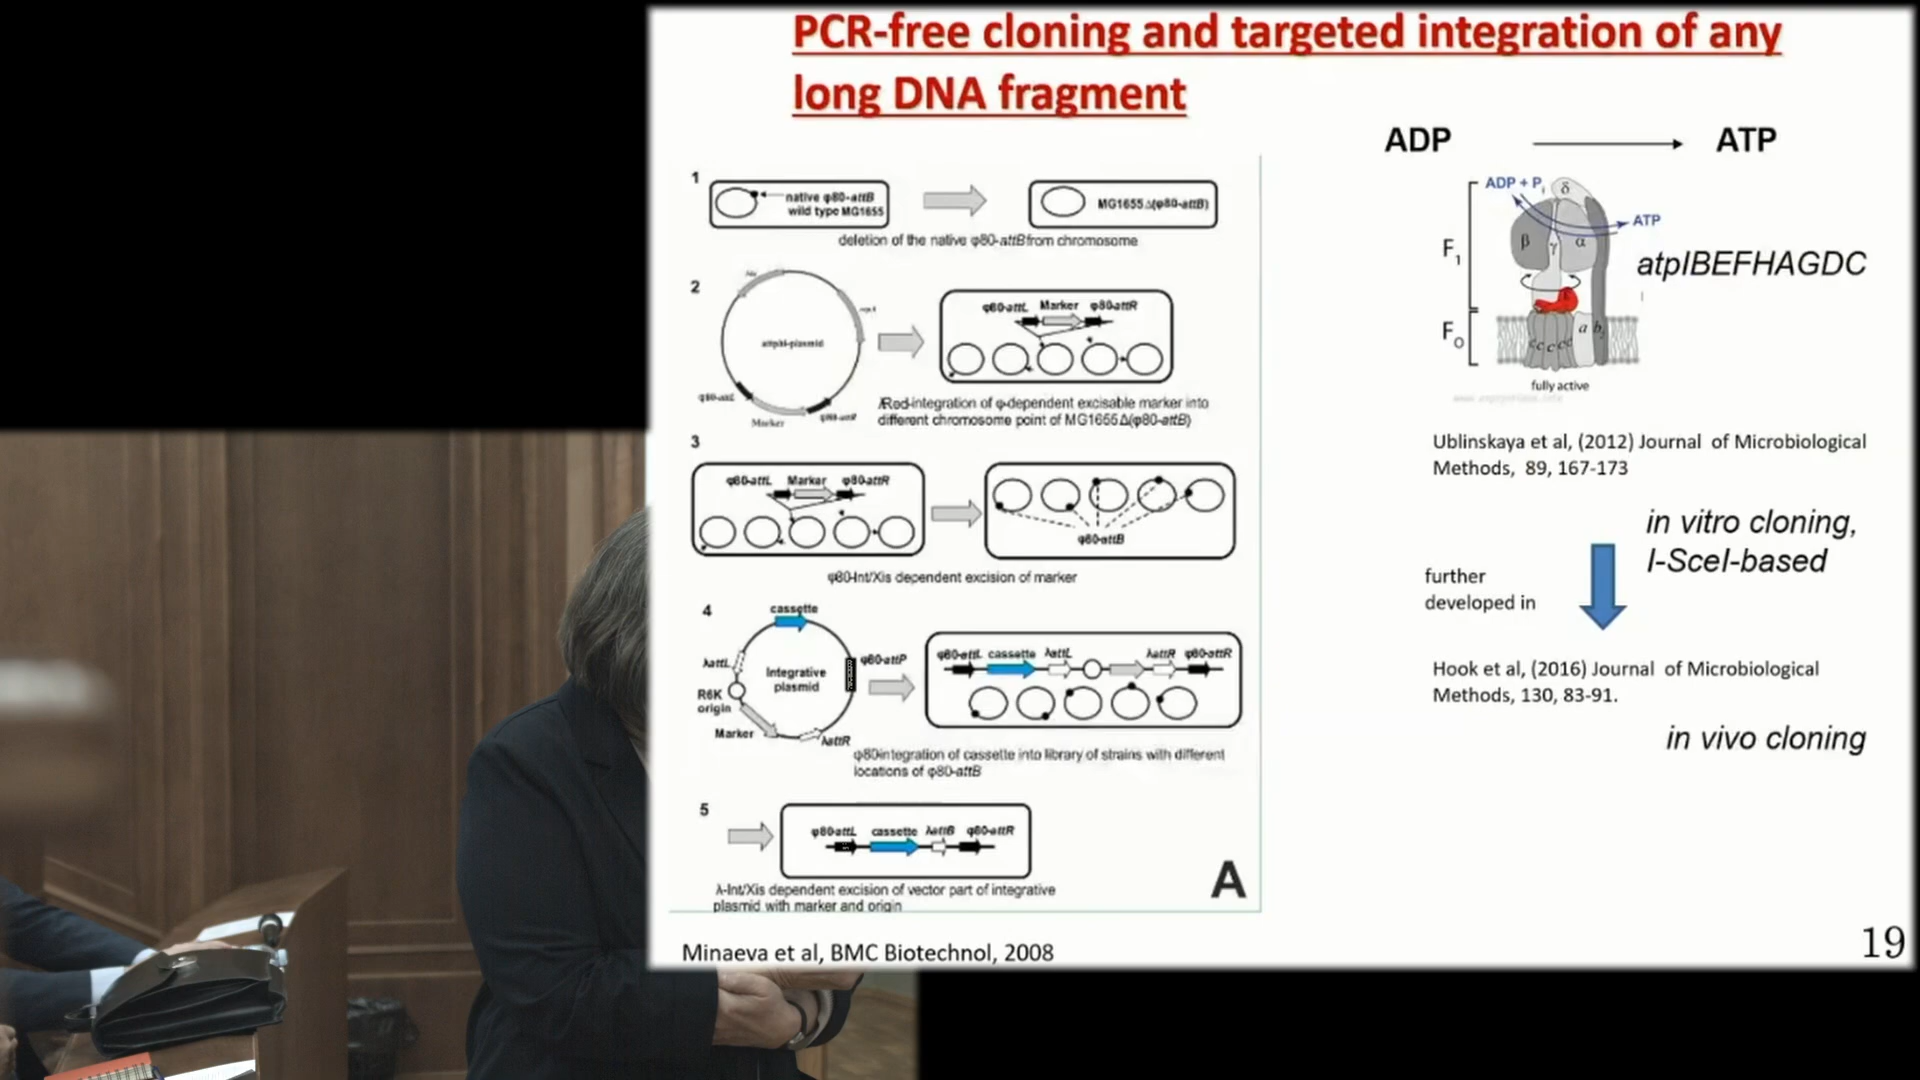 PCR-free cloning and targeted integration of any
long DNA fragment
1
native φ80-attB
wild type MG1655
MG1655 Δ(φ80-attB)
deletion of the native φ80-attB from chromosome
2
φ80-attL
Marker
φ80-attR
Marker
λRed-integration of φ-dependent excisable marker into
different chromosome point of MG1655 Δ(φ80-attB)
3
φ80-attL Marker φ80-attR
φ80-attB
φ80-Int/Xis dependent excision of marker
4
cassette
λattL
R6K
origin
Integrative
plasmid
φ80-attP
Marker
λattR
φ80-attL cassette λattL λattR φ80-attR
φ80 integration of cassette into library of strains with different
locations of φ80-attB
5
φ80-attL cassette λattB φ80-attR
λ-Int/Xis dependent excision of vector part of integrative
plasmid with marker and origin
A
Minaeva et al, BMC Biotechnol, 2008
ADP ATP
ADP + Pi
δ
ATP
F1
β γ α
atpIBEFHAGDC
Fo
a b2
c c c c c
fully active
Ublinskaya et al, (2012) Journal of Microbiological
Methods, 89, 167-173
in vitro cloning,
I-SceI-based
further
developed in
Hook et al, (2016) Journal of Microbiological
Methods, 130, 83-91.
in vivo cloning
19